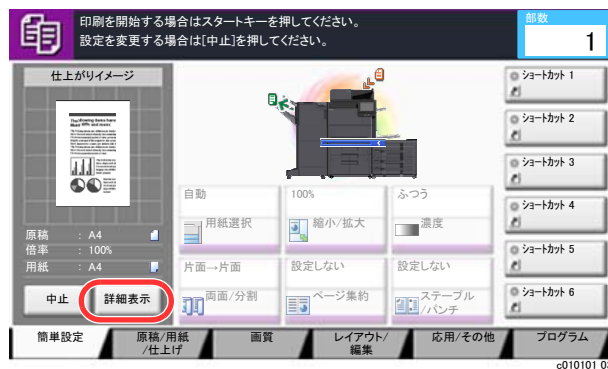 印刷を開始する場合はスタートキーを押してください。
設定を変更する場合は[中止]を押してください。
部数
1
仕上がりイメージ
原稿 : A4
倍率 : 100%
用紙 : A4
中止
詳細表示
自動
用紙選択
100%
縮小/拡大
ふつう
濃度
片面→片面
両面/分割
設定しない
ページ集約
設定しない
ステープル
/パンチ
ショートカット 1
ショートカット 2
ショートカット 3
ショートカット 4
ショートカット 5
ショートカット 6
簡単設定
原稿/用紙
/仕上げ
画質
レイアウト/
編集
応用/その他
プログラム